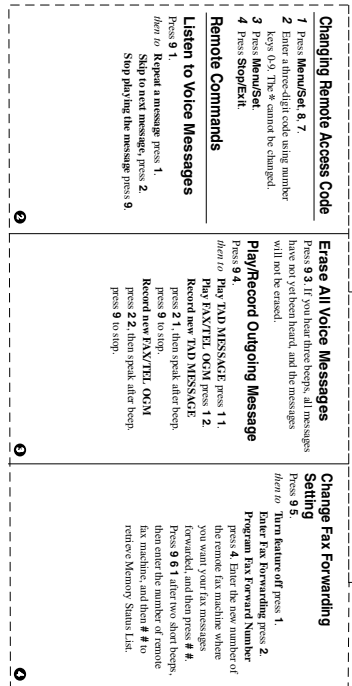 Changing Remote Access Code
1 Press Menu/Set, 8, 7.
2 Enter a three-digit code using number
keys 0-9. The * cannot be changed.
3 Press Menu/Set.
4 Press Stop/Exit.
Remote Commands
Listen to Voice Messages
Press 9 1.
then to Repeat a message press 1.
Skip to next message, press 2.
Stop playing the message press 9.
2
Erase All Voice Messages
Press 9 3. If you hear three beeps, all messages
have not yet been heard, and the messages
will not be erased.
Play/Record Outgoing Message
Press 9 4.
then to Play TAD MESSAGE, press 1 1.
Play FAX/TEL OGM press 1 2.
Record new TAD MESSAGE
press 2 1, then speak after beep.
press 9 to stop.
Record new FAX/TEL OGM
press 2 2, then speak after beep.
press 9 to stop.
3
Change Fax Forwarding
Setting
Press 9 5.
then to Turn feature off press 1.
Enter Fax Forwarding press 2.
Program Fax Forward Number
press 4. Enter the new number of
the remote fax machine where
you want your fax messages
forwarded, and then press # #.
Press 9 6 1 after two short beeps,
then enter the number of remote
fax machine, and then # # to
retrieve Memory Status List.
4